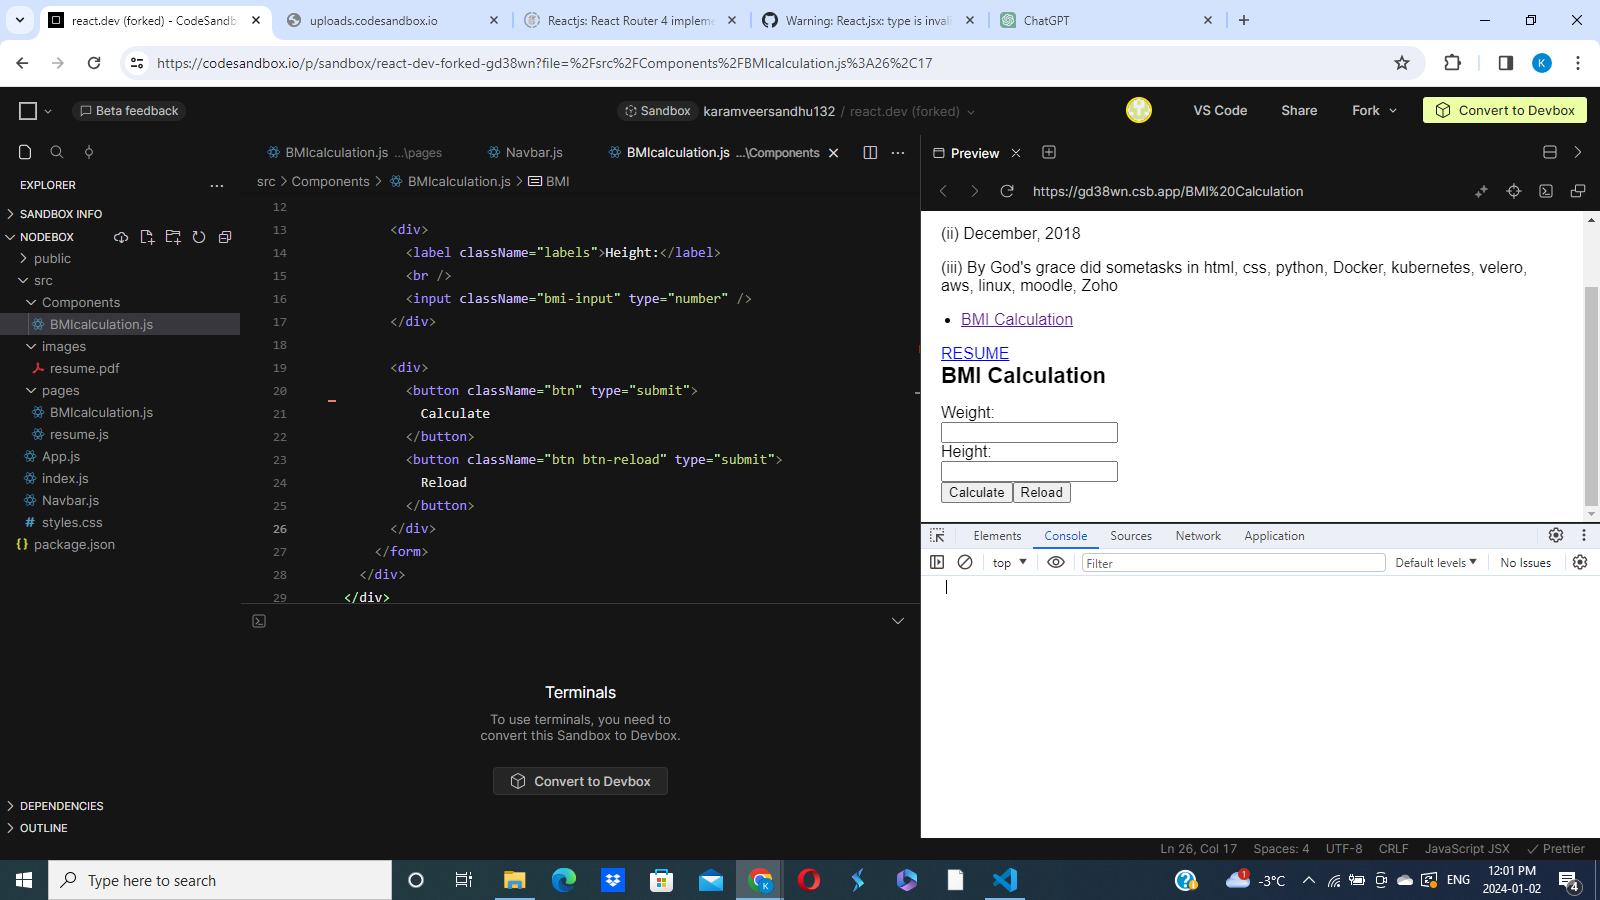 react.dev (forked) - CodeSandb
uploads.codesandbox.io
Reactjs: React Router 4 impleme
Warning: React.jsx: type is invali
ChatGPT
https://codesandbox.io/p/sandbox/react-dev-forked-gd38wn?file=%2Fsrc%2FComponents%2FBMIcalculation.js%3A26%2C17
K
Beta feedback
Sandbox karamveersandhu132 / react.dev (forked)
VS Code
Share
Fork
Convert to Devbox
EXPLORER
SANDBOX INFO
NODEBOX
public
src
Components
BMIcalculation.js
images
resume.pdf
pages
BMIcalculation.js
resume.js
App.js
index.js
Navbar.js
# styles.css
{} package.json
DEPENDENCIES
OUTLINE
BMIcalculation.js ...\pages
Navbar.js
BMIcalculation.js ...\Components
src > Components > BMIcalculation.js > BMI
12
13 <div>
14 <label className="labels">Height:</label>
15 <br />
16 <input className="bmi-input" type="number" />
17 </div>
18
19 <div>
20 <button className="btn" type="submit">
21 Calculate
22 </button>
23 <button className="btn btn-reload" type="submit">
24 Reload
25 </button>
26 </div>
27 </form>
28 </div>
29 </div>
Terminals
To use terminals, you need to
convert this Sandbox to Devbox.
Convert to Devbox
Preview
https://gd38wn.csb.app/BMI%20Calculation
(ii) December, 2018
(iii) By God's grace did sometasks in html, css, python, Docker, kubernetes, velero,
aws, linux, moodle, Zoho
• BMI Calculation
RESUME
BMI Calculation
Weight:
Height:
Calculate Reload
Elements Console Sources Network Application
top Filter Default levels No Issues
Ln 26, Col 17 Spaces: 4 UTF-8 CRLF JavaScript JSX Prettier
Type here to search
K
1
-3°C
ENG
12:01 PM
2024-01-02
4